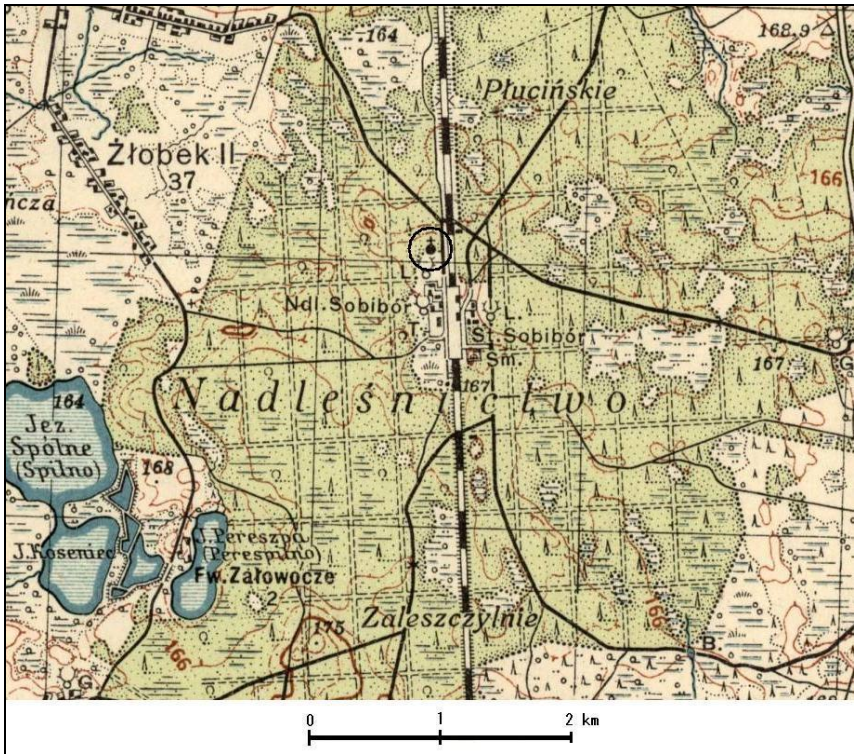 164
168,9
Płucińskie
Żłobek II
37
166
ńcza
L.
Ndl. Sobibór
L.
T.
St. Sobibór
Sm.
167
G
167
Nadleśnictwo
164
Jez.
Spólne
(Spilno)
168
J. Pereszpa
J. Koseniec
(Perespilno)
Fw. Załowocze
2
Zaleszczylnie
175
166
166
B
G
0 1 2 km